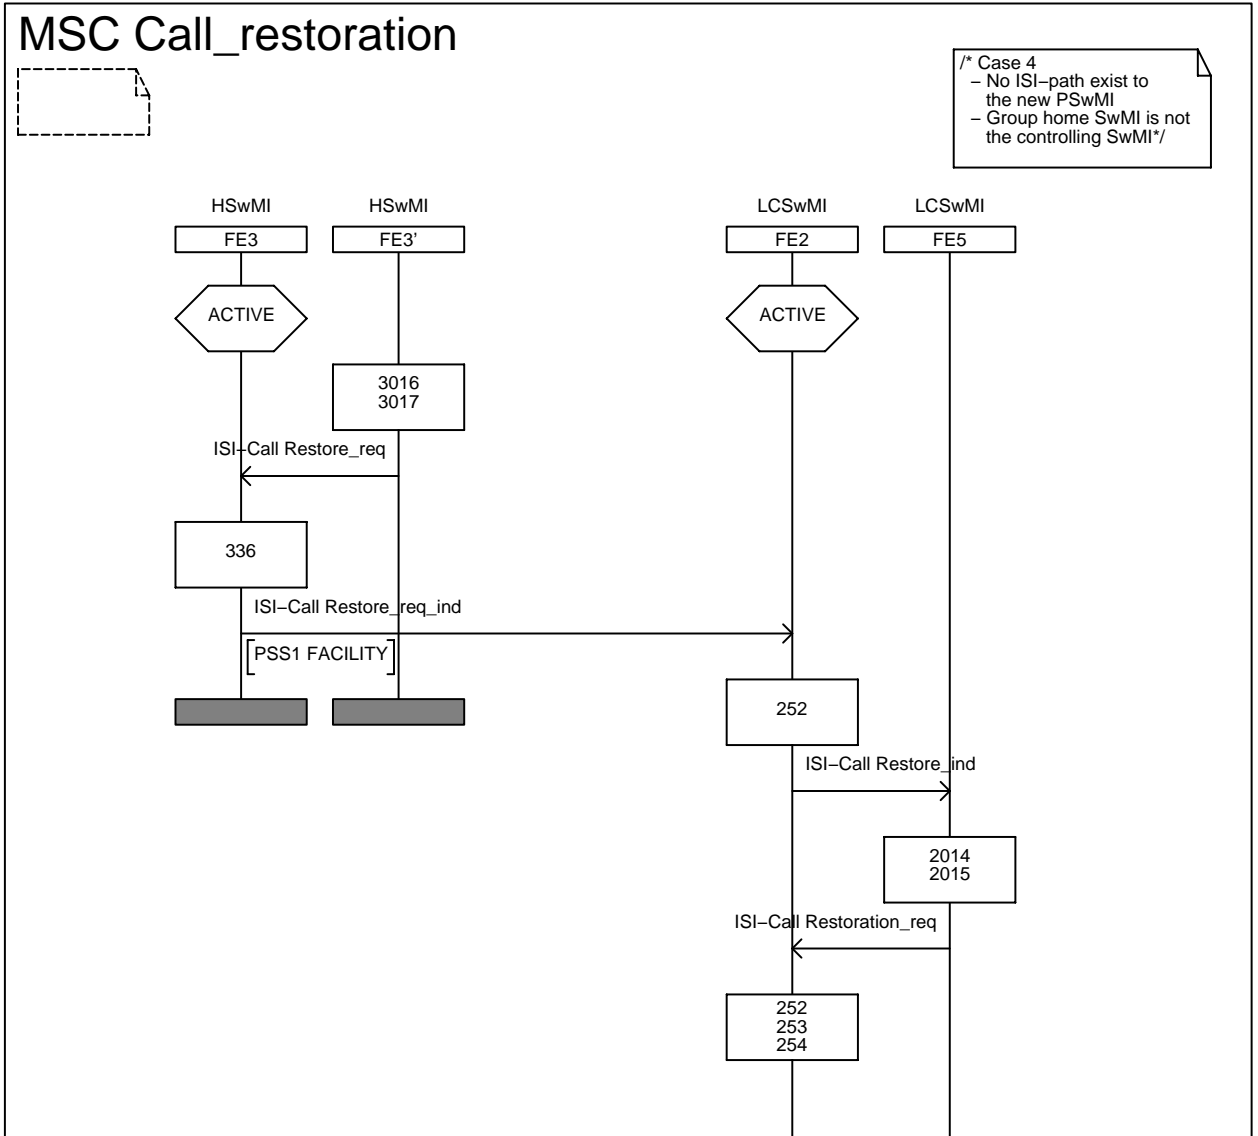 MSC Call_restoration
/* Case 4
– No ISI–path exist to
the new PSwMI
– Group home SwMI is not
the controlling SwMI*/
HSwMI HSwMI LCSwMI LCSwMI
FE3 FE3' FE2 FE5
ACTIVE ACTIVE
3016
3017
ISI–Call Restore_req
336
ISI–Call Restore_req_ind
PSS1 FACILITY
252
ISI–Call Restore_ind
2014
2015
ISI–Call Restoration_req
252
253
254